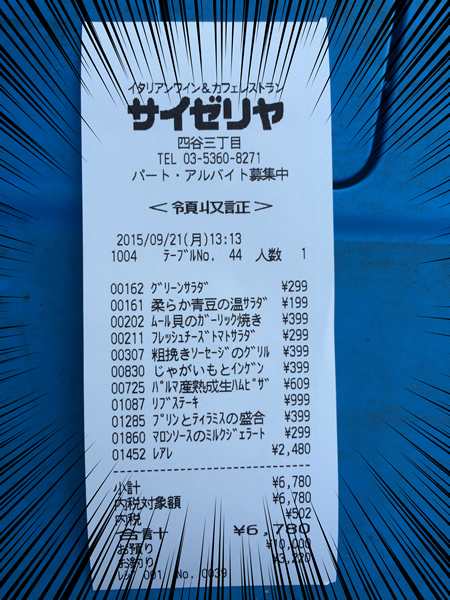 イタリアンワイン&カフェレストラン
サイゼリヤ
四谷三丁目
TEL 03-5360-8271
パート・アルバイト募集中
<領収証>
2015/09/21(月)13:13
1004 テーブルNo. 44 人数 1
00162 グリーンサラダ ¥299
00161 柔らか青豆の温サラダ ¥199
00202 ムール貝のガーリック焼き ¥399
00211 フレッシュチーズトマトサラダ ¥299
00307 粗挽きソーセージのグリル ¥399
00830 じゃがいもとインゲン ¥399
00725 パルマ産熟成生ハムピザ ¥609
01087 リブステーキ ¥999
01285 プリンとティラミスの盛合 ¥399
01860 マロンソースのミルクジェラート ¥299
01452 レアレ ¥2,480
小計 ¥6,780
内税対象額 ¥6,780
内税 ¥502
合計 ¥6,780
お預り ¥10,000
お釣り ¥3,220
レジ 001 No. 0039